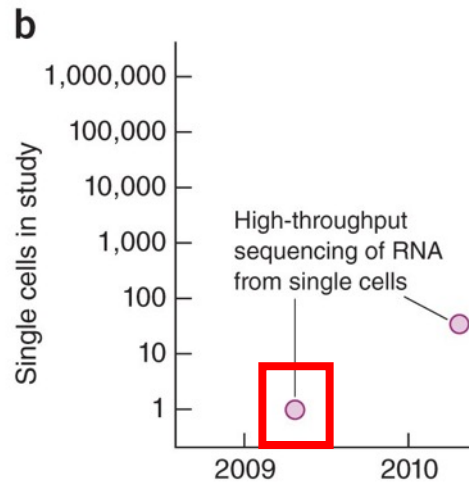 b
Single cells in study
1,000,000
100,000
10,000
1,000
100
10
1
High-throughput
sequencing of RNA
from single cells
2009
2010